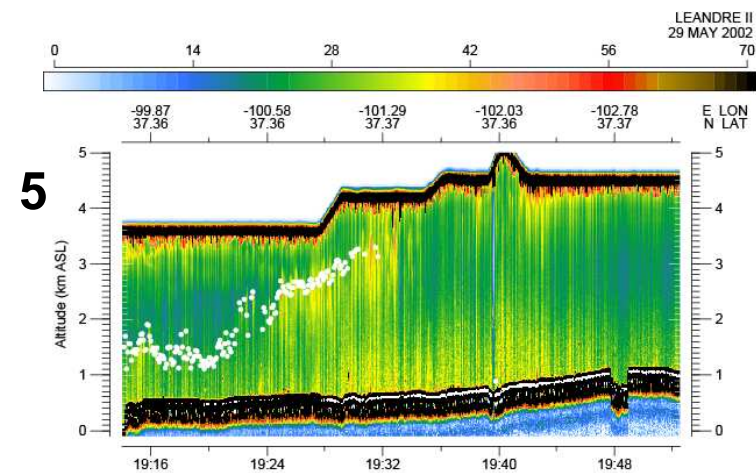 LEANDRE II
29 MAY 2002
0 14 28 42 56 70
-99.87 -100.58 -101.29 -102.03 -102.78 E LON
37.36 37.36 37.37 37.36 37.37 N LAT
5
5 5
4 4
3 3
2 2
1 1
0 0
Altitude (km ASL)
19:16 19:24 19:32 19:40 19:48